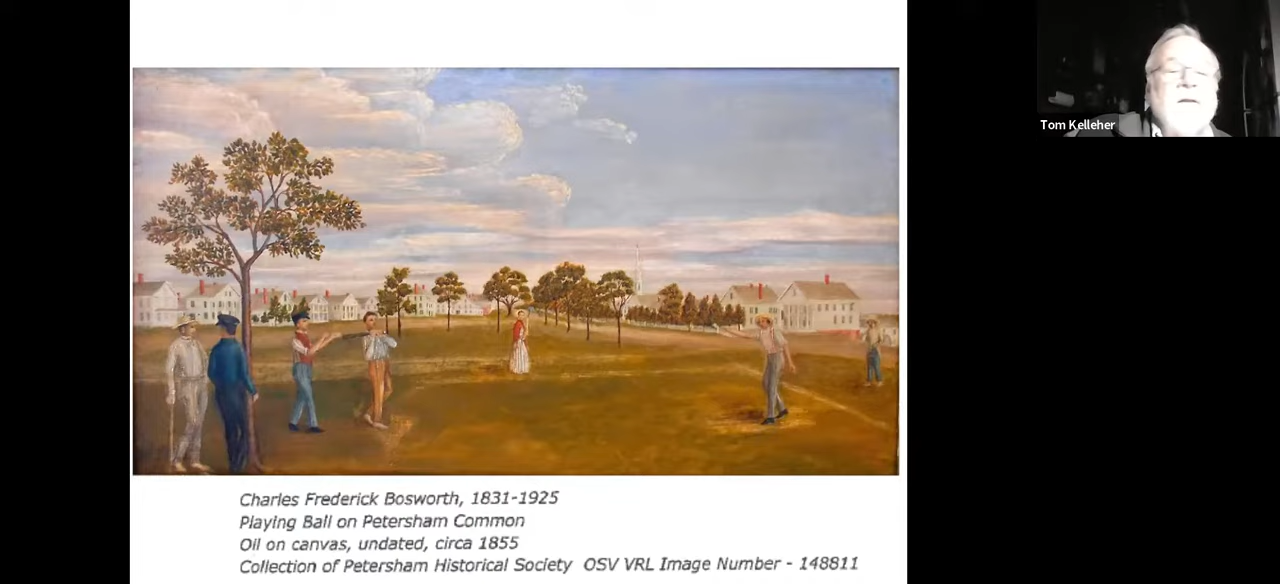 Tom Kelleher
Charles Frederick Bosworth, 1831-1925
Playing Ball on Petersham Common
Oil on canvas, undated, circa 1855
Collection of Petersham Historical Society OSV VRL Image Number - 148811